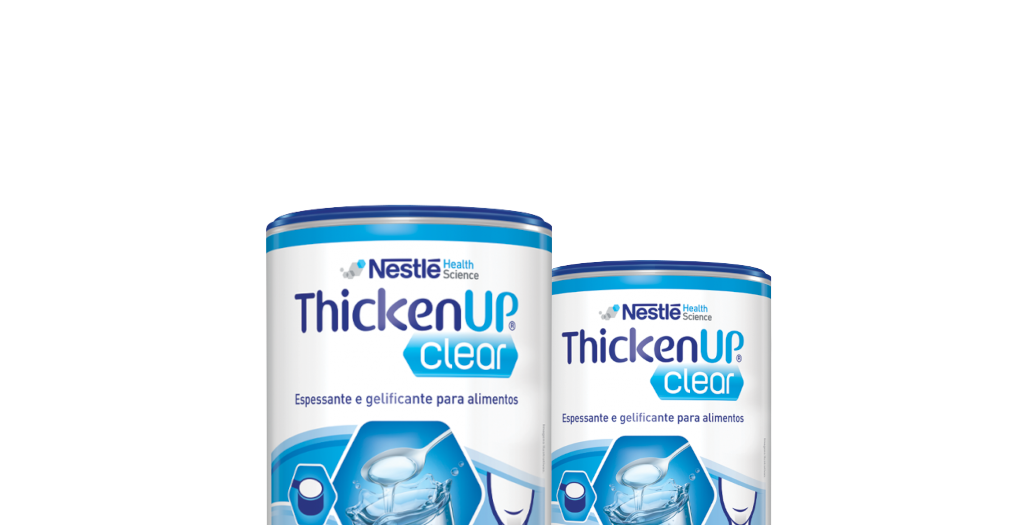 Nestlé Health Science
ThickenUP®
clear
Espessante e gelificante para alimentos
Nestlé Health Science
ThickenUP®
clear
Espessante e gelificante para alimentos